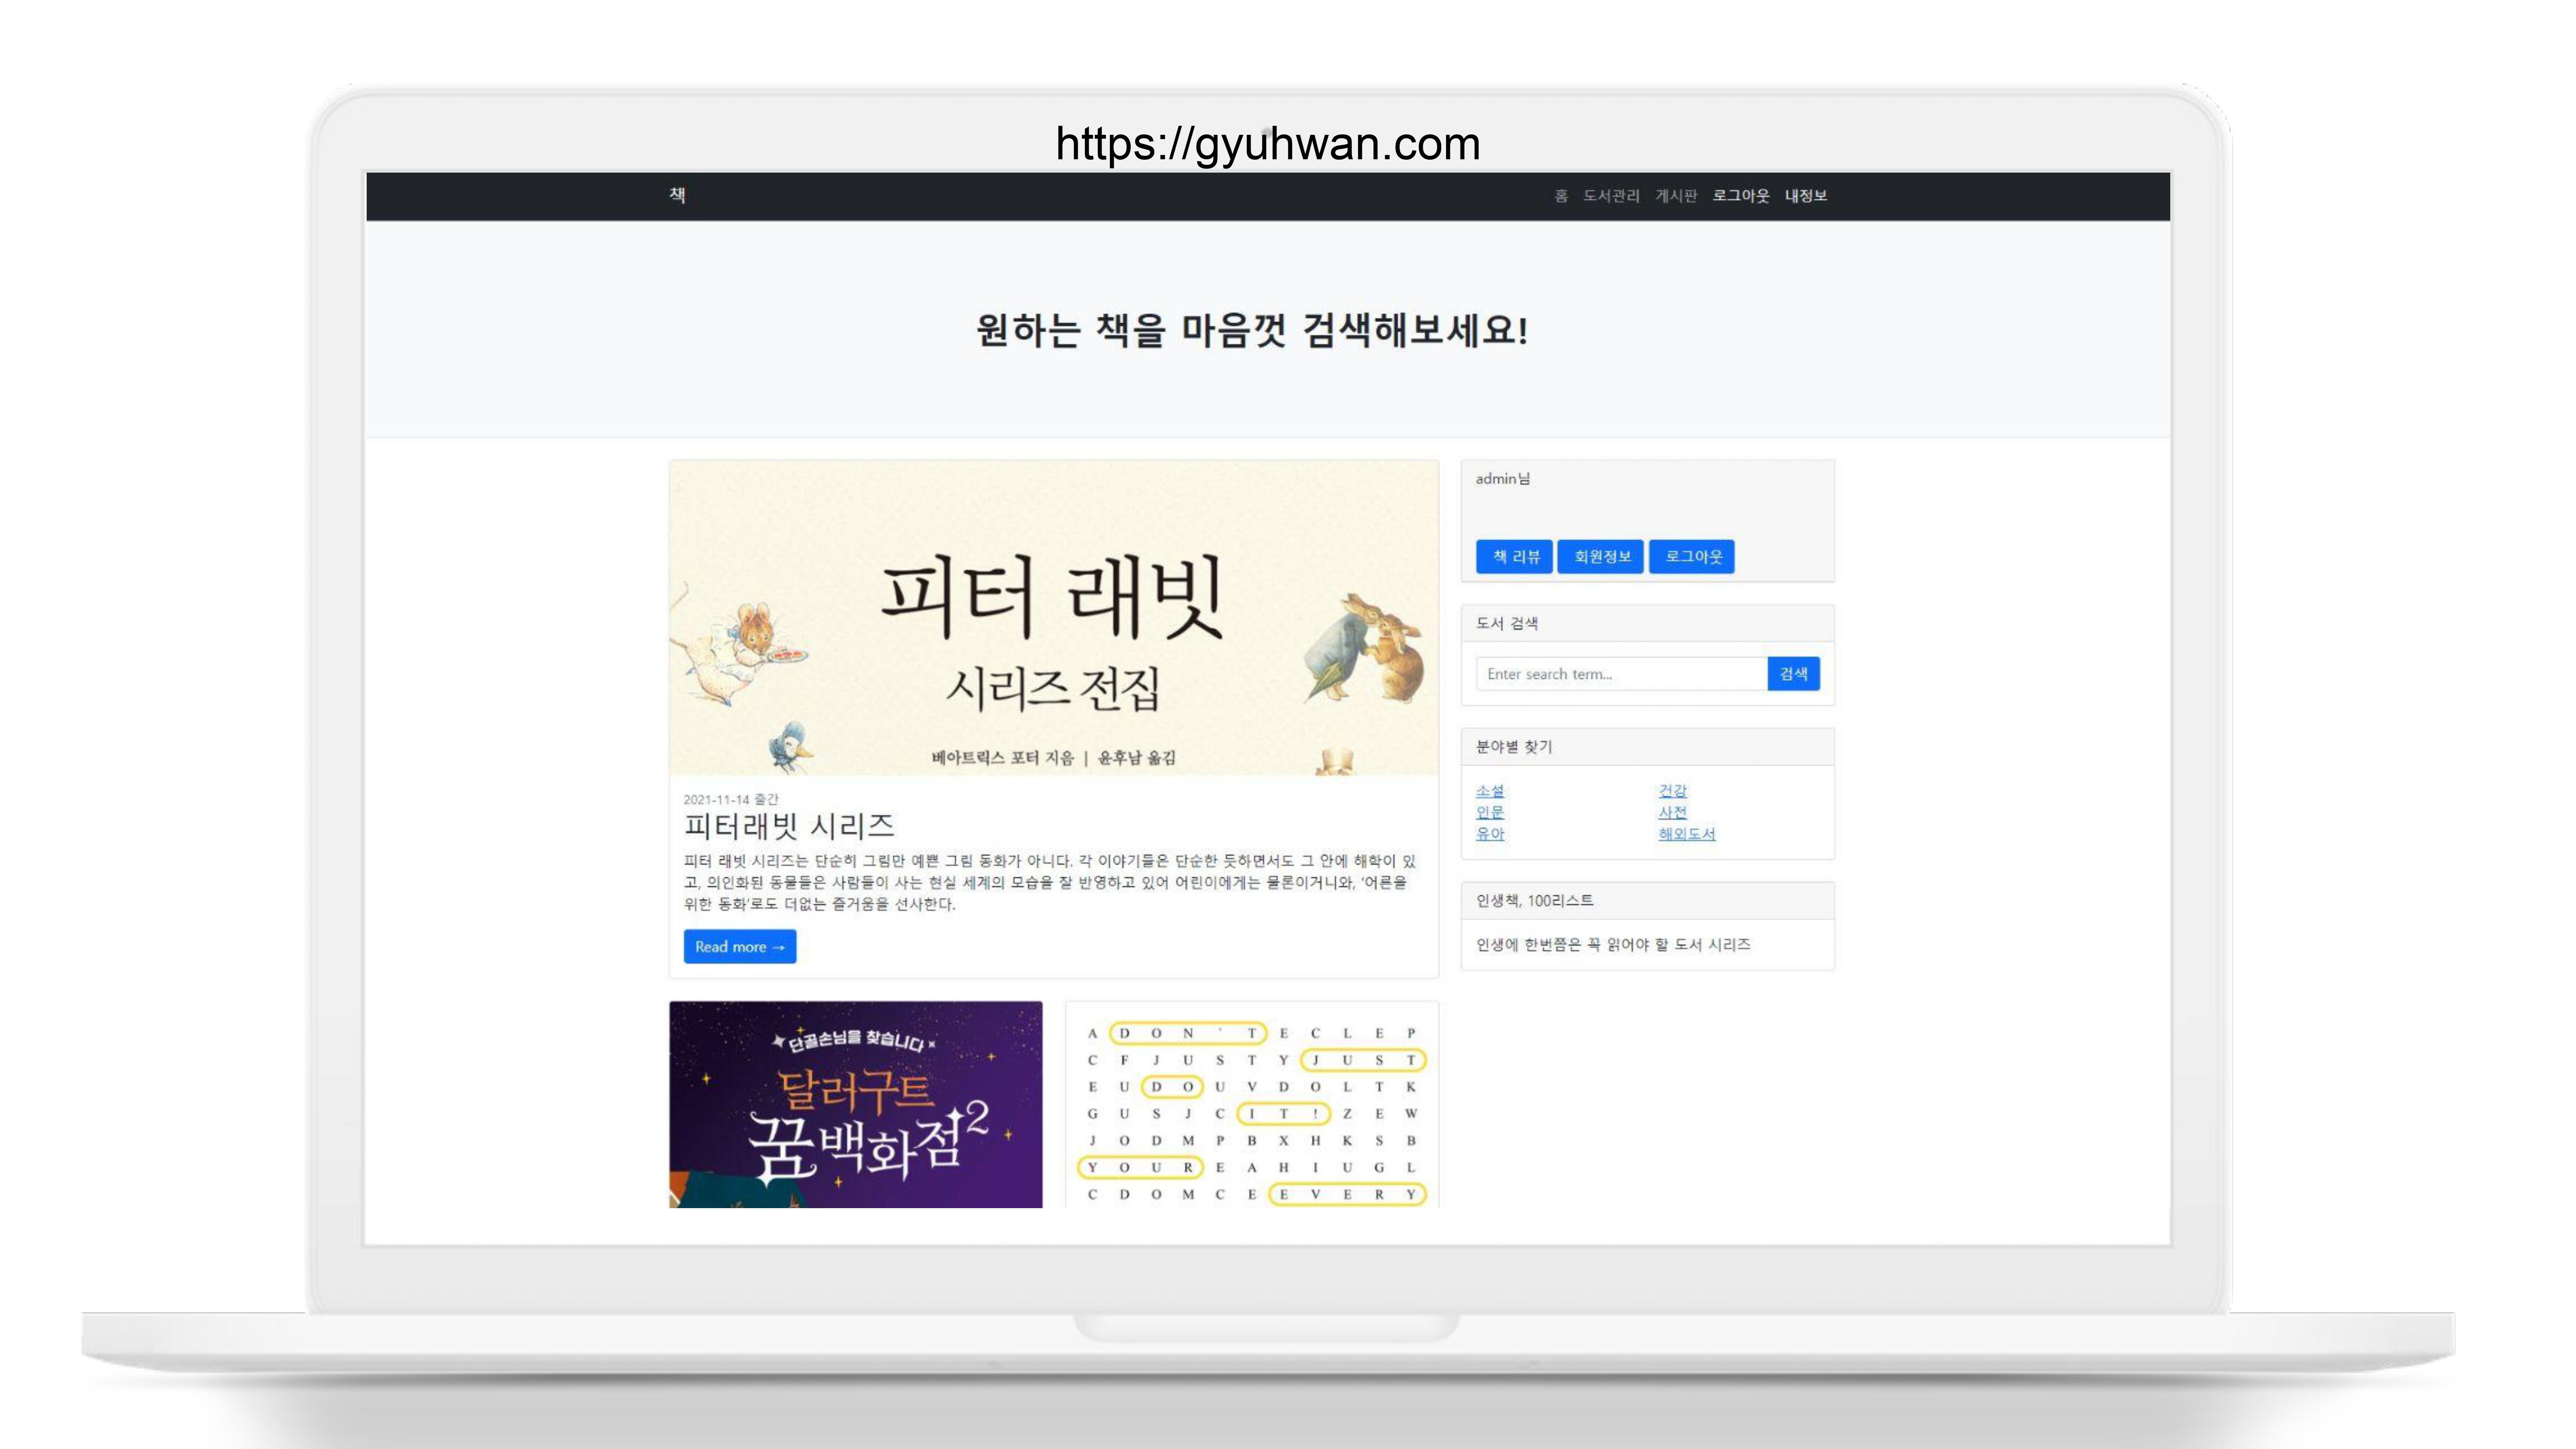 https://gyuhwan.com
책
홈 도서관리 게시판 로그아웃 내정보
원하는 책을 마음껏 검색해보세요!
피터 래빗
시리즈 전집
베아트릭스 포터 지음 | 윤후남 옮김
2021-11-14 출간
피터래빗 시리즈
피터 래빗 시리즈는 단순히 그림만 예쁜 그림 동화가 아니다. 각 이야기들은 단순한 듯하면서도 그 안에 해학이 있
고, 의인화된 동물들은 사람들이 사는 현실 세계의 모습을 잘 반영하고 있어 어린이에게는 물론이거니와, ‘어른을
위한 동화’로도 더없는 즐거움을 선사한다.
Read more →
단골손님을 찾습니다
달러구트
꿈백화점 2
A D O N ' T E C L E P
C F J U S T Y J U S T
E U D O U V D O L T K
G U S J C I T ! Z E W
J O D M P B X H K S B
Y O U R E A H I U G L
C D O M C E E V E R Y
admin님
책 리뷰 회원정보 로그아웃
도서 검색
Enter search term... 검색
분야별 찾기
소설 건강
인문 사전
유아 해외도서
인생책, 100리스트
인생에 한번쯤은 꼭 읽어야 할 도서 시리즈